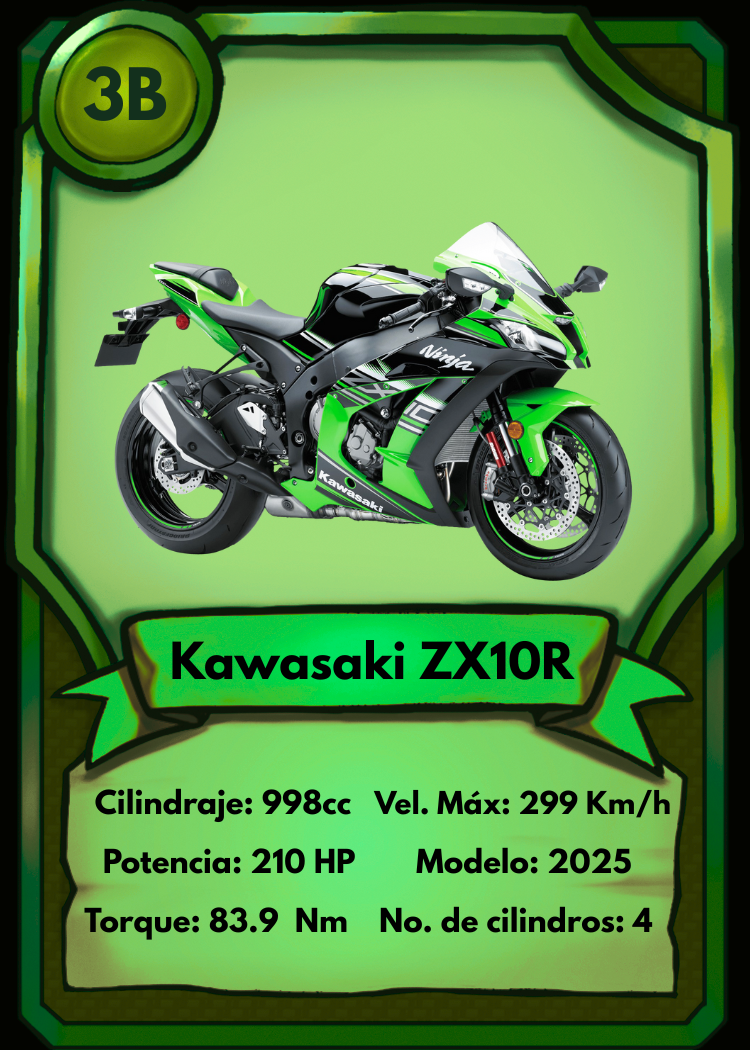 3B
Ninja
Kawasaki
Kawasaki ZX10R
Cilindraje: 998cc Vel. Máx: 299 Km/h
Potencia: 210 HP Modelo: 2025
Torque: 83.9 Nm No. de cilindros: 4